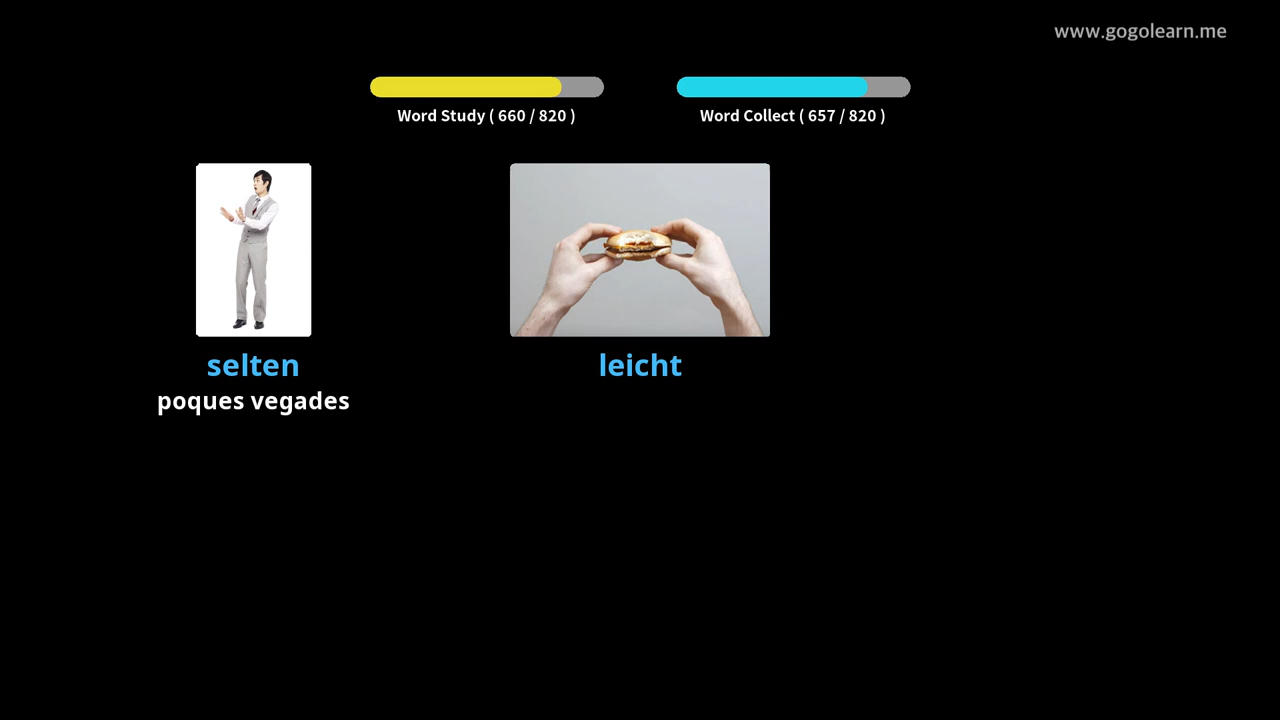 www.gogolearn.me
Word Study ( 660 / 820 )
Word Collect ( 657 / 820 )
selten
leicht
poques vegades